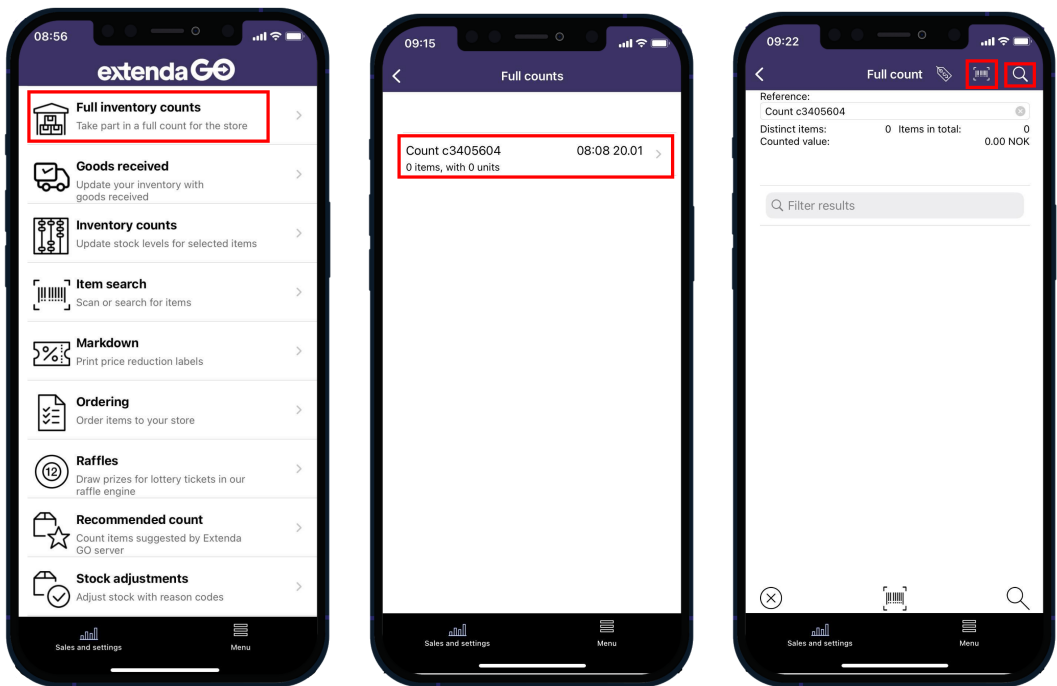 08:56
extenda GO
Full inventory counts
Take part in a full count for the store
Goods received
Update your inventory with
goods received
Inventory counts
Update stock levels for selected items
Item search
Scan or search for items
Markdown
Print price reduction labels
Ordering
Order items to your store
12
Raffles
Draw prizes for lottery tickets in our
raffle engine
Recommended count
Count items suggested by Extenda
GO server
Stock adjustments
Adjust stock with reason codes
Sales and settings Menu
09:15
Full counts
Count c3405604 08:08 20.01
0 items, with 0 units
Sales and settings Menu
09:22
Full count
Reference:
Count c3405604
Distinct items: 0 Items in total: 0
Counted value: 0.00 NOK
Filter results
Sales and settings Menu